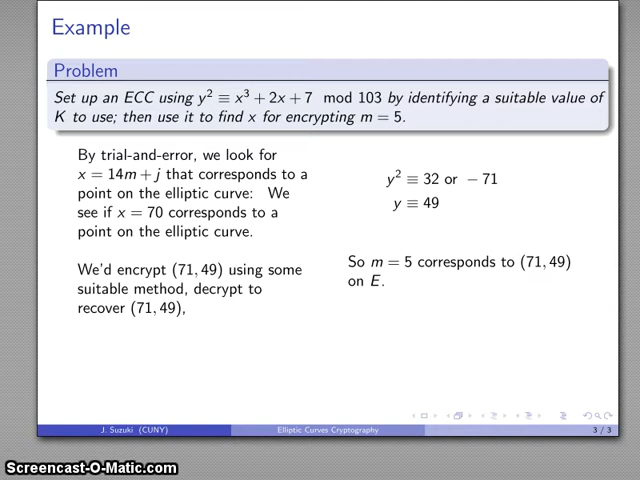 Example
Problem
Set up an ECC using y² ≡ x³ + 2x + 7 mod 103 by identifying a suitable value of
K to use; then use it to find x for encrypting m = 5.
By trial-and-error, we look for
x = 14m + j that corresponds to a
point on the elliptic curve: We
see if x = 70 corresponds to a
point on the elliptic curve.
We'd encrypt (71, 49) using some
suitable method, decrypt to
recover (71, 49),
y² ≡ 32 or − 71
y ≡ 49
So m = 5 corresponds to (71, 49)
on E.
J. Suzuki (CUNY)
Elliptic Curves Cryptography
3 / 3
Screencast-O-Matic.com